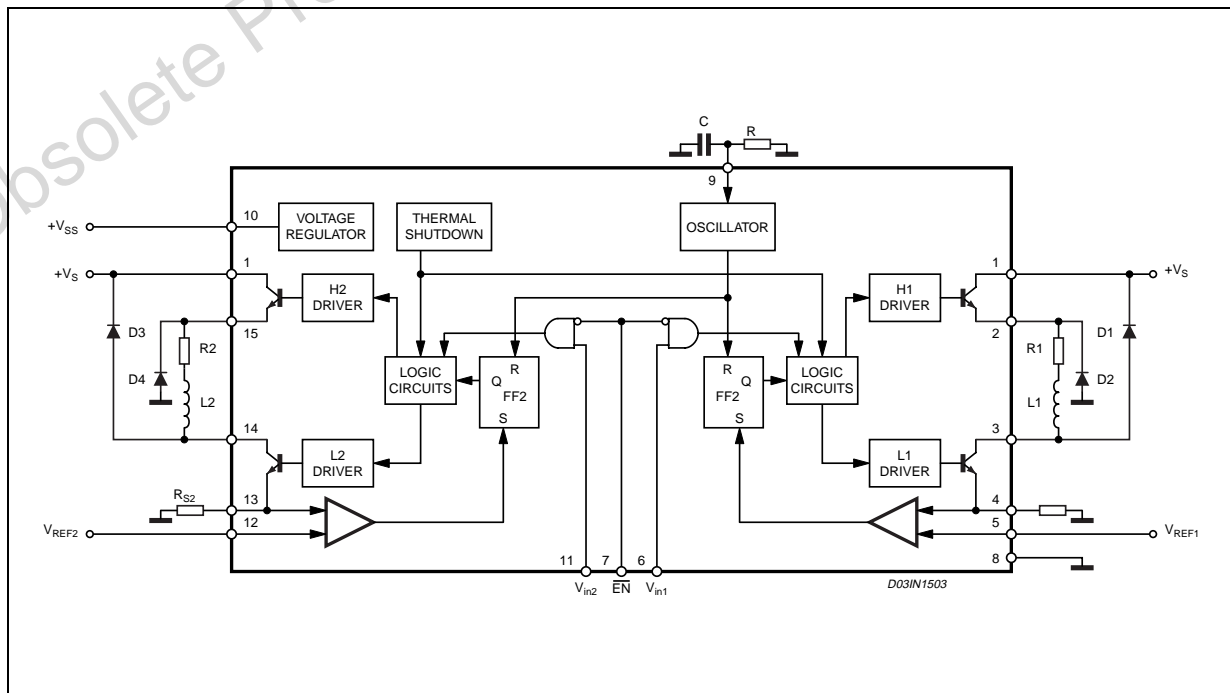 Obsolete Pro
C
R
9
10
+VSS
VOLTAGE
REGULATOR
THERMAL
SHUTDOWN
OSCILLATOR
+VS
1
H2
DRIVER
H1
DRIVER
1
+VS
D3
15
R2
D4
L2
LOGIC
CIRCUITS
Q
R
FF2
S
R
Q
FF2
S
LOGIC
CIRCUITS
2
R1
D1
D2
L1
14
L2
DRIVER
L1
DRIVER
3
RS2
13
12
VREF2
4
5
VREF1
8
11
7
6
Vin2
EN
Vin1
D03IN1503